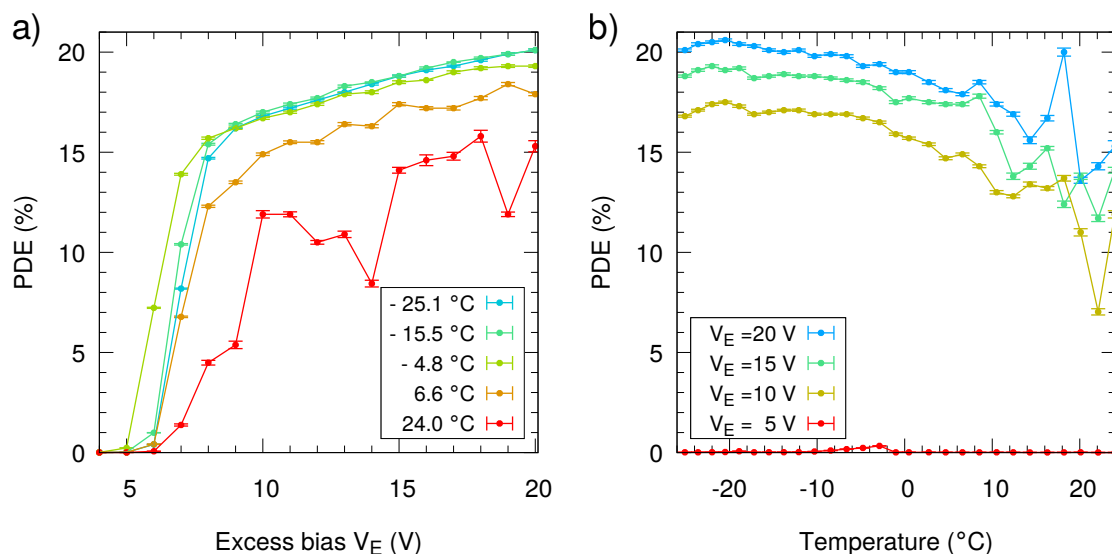 a)
PDE (%)
20
15
10
5
0
5
10
15
20
Excess bias V_E (V)
- 25.1 °C
- 15.5 °C
- 4.8 °C
6.6 °C
24.0 °C
b)
PDE (%)
20
15
10
5
0
-20
-10
0
10
20
Temperature (°C)
V_E =20 V
V_E =15 V
V_E =10 V
V_E = 5 V